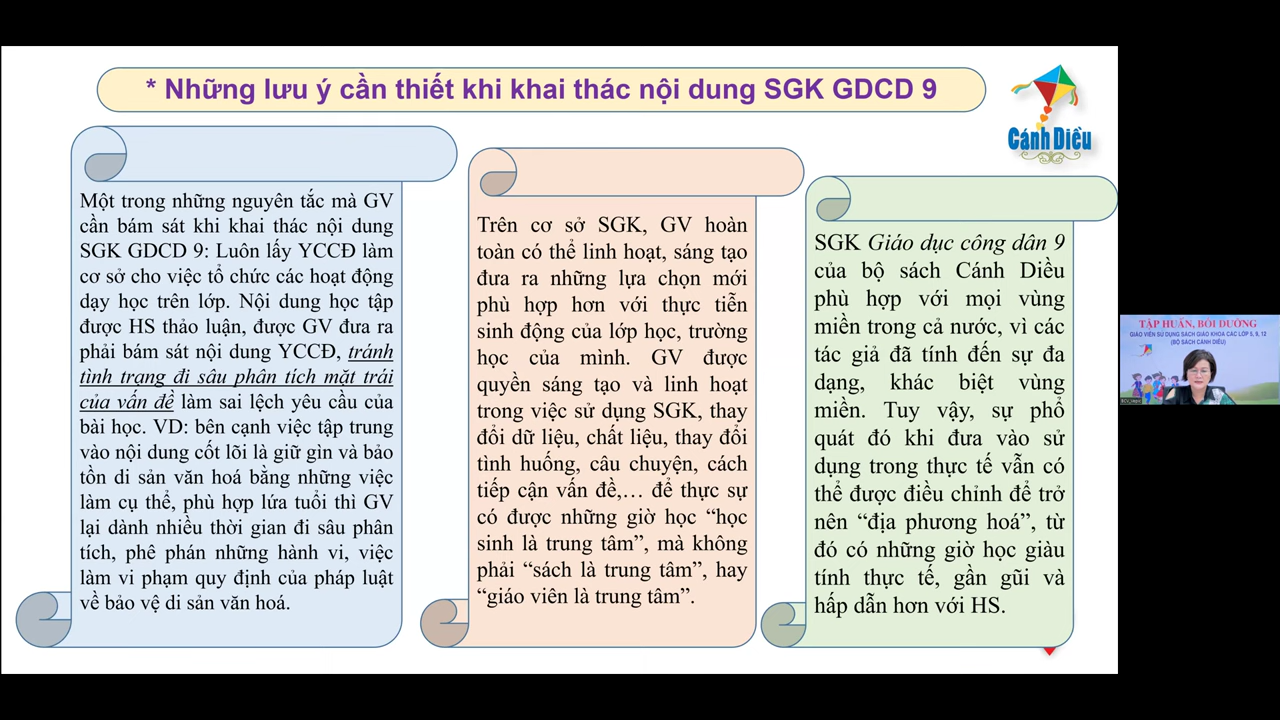 * Những lưu ý cần thiết khi khai thác nội dung SGK GDCD 9
Cánh Diều
Một trong những nguyên tắc mà GV
cần bám sát khi khai thác nội dung
SGK GDCD 9: Luôn lấy YCCĐ làm
cơ sở cho việc tổ chức các hoạt động
dạy học trên lớp. Nội dung học tập
được HS thảo luận, được GV đưa ra
phải bám sát nội dung YCCĐ, tránh
tình trạng đi sâu phân tích mặt trái
của vấn đề làm sai lệch yêu cầu của
bài học. VD: bên cạnh việc tập trung
vào nội dung cốt lõi là giữ gìn và bảo
tồn di sản văn hoá bằng những việc
làm cụ thể, phù hợp lứa tuổi thì GV
lại dành nhiều thời gian đi sâu phân
tích, phê phán những hành vi, việc
làm vi phạm quy định của pháp luật
về bảo vệ di sản văn hoá.
Trên cơ sở SGK, GV hoàn
toàn có thể linh hoạt, sáng tạo
đưa ra những lựa chọn mới
phù hợp hơn với thực tiễn
sinh động của lớp học, trường
học của mình. GV được
quyền sáng tạo và linh hoạt
trong việc sử dụng SGK, thay
đổi dữ liệu, chất liệu, thay đổi
tình huống, câu chuyện, cách
tiếp cận vấn đề,… để thực sự
có được những giờ học “học
sinh là trung tâm”, mà không
phải “sách là trung tâm”, hay
“giáo viên là trung tâm”.
SGK Giáo dục công dân 9
của bộ sách Cánh Diều
phù hợp với mọi vùng
miền trong cả nước, vì các
tác giả đã tính đến sự đa
dạng, khác biệt vùng
miền. Tuy vậy, sự phổ
quát đó khi đưa vào sử
dụng trong thực tế vẫn có
thể được điều chỉnh để trở
nên “địa phương hoá”, từ
đó có những giờ học giàu
tính thực tế, gần gũi và
hấp dẫn hơn với HS.
TẬP HUẤN, BỒI DƯỠNG
GIÁO VIÊN SỬ DỤNG SÁCH GIÁO KHOA CÁC LỚP 5, 9, 12
(BỘ SÁCH CÁNH DIỀU)